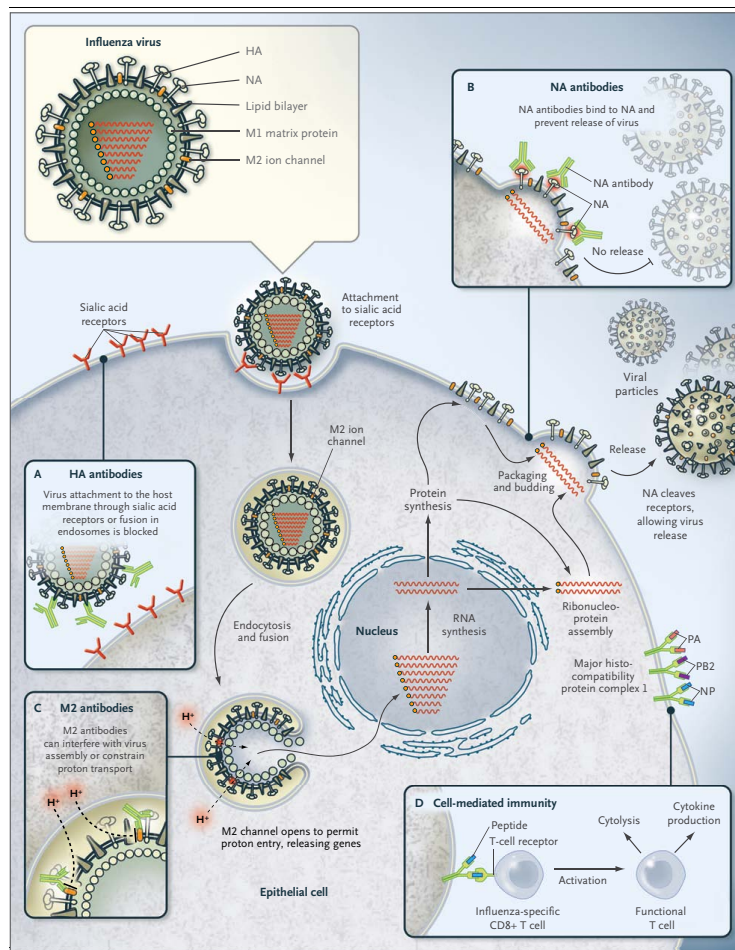 Influenza virus
HA
NA
Lipid bilayer
M1 matrix protein
M2 ion channel
B
NA antibodies
NA antibodies bind to NA and
prevent release of virus
NA antibody
NA
No release
Sialic acid
receptors
Attachment
to sialic acid
receptors
Viral
particles
M2 ion
channel
A
HA antibodies
Virus attachment to the host
membrane through sialic acid
receptors or fusion in
endosomes is blocked
Packaging
and budding
Release
Protein
synthesis
NA cleaves
receptors,
allowing virus
release
Endocytosis
and fusion
Nucleus
RNA
synthesis
Ribonucleo-
protein
assembly
Major histo-
compatibility
protein complex 1
PA
PB2
NP
C
M2 antibodies
M2 antibodies
can interfere with virus
assembly or constrain
proton transport
H+
H+
H+
H+
M2 channel opens to permit
proton entry, releasing genes
Epithelial cell
D
Cell-mediated immunity
Peptide
T-cell receptor
Cytolysis
Cytokine
production
Activation
Influenza-specific
CD8+ T cell
Functional
T cell